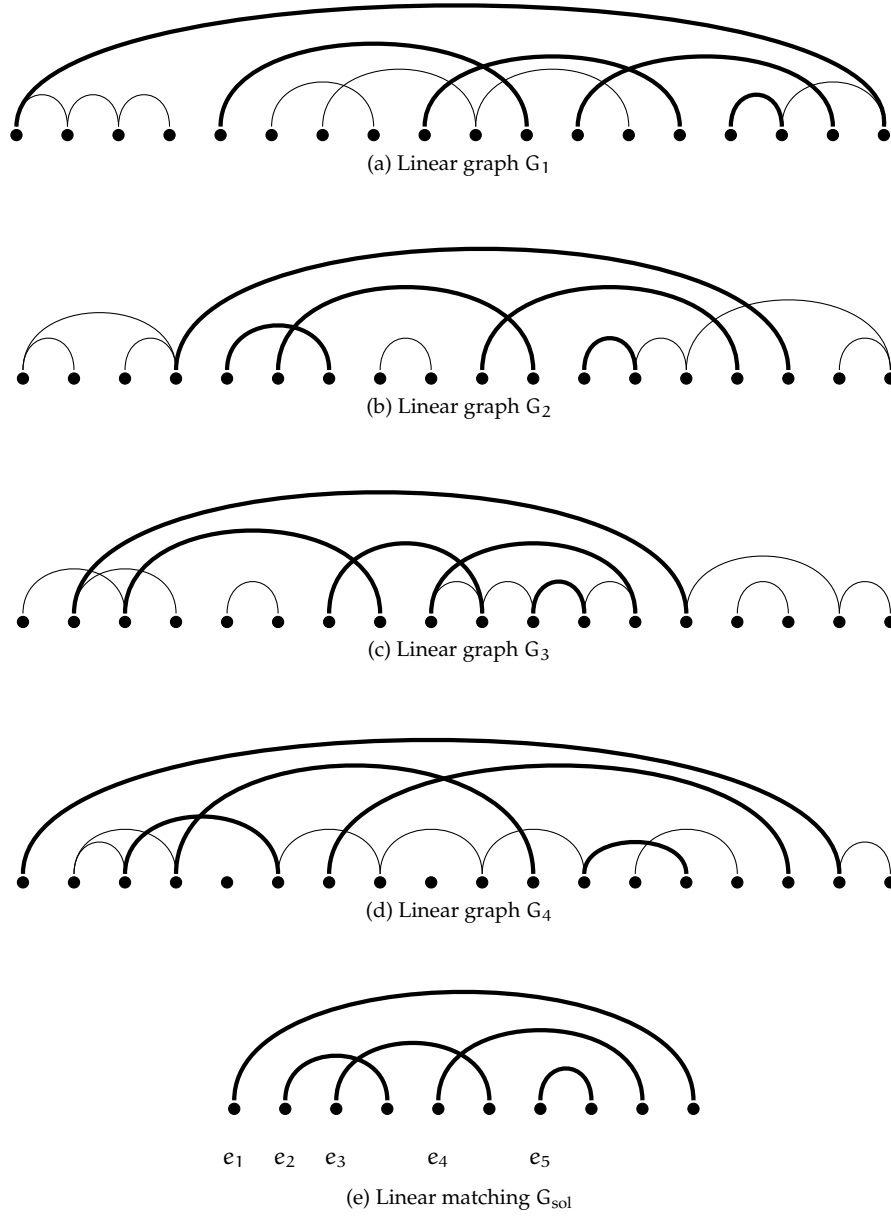 (a) Linear graph G₁
(b) Linear graph G₂
(c) Linear graph G₃
(d) Linear graph G₄
e₁ e₂ e₃ e₄ e₅
(e) Linear matching G_sol